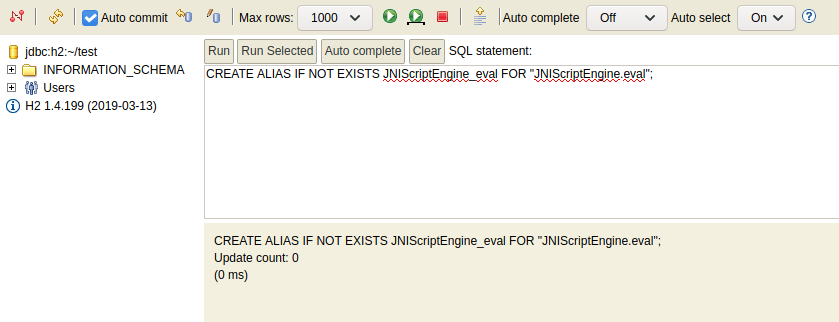 Auto commit Max rows: 1000 Auto complete Off Auto select On
jdbc:h2:~/test
INFORMATION_SCHEMA
Users
H2 1.4.199 (2019-03-13)
Run Run Selected Auto complete Clear SQL statement:
CREATE ALIAS IF NOT EXISTS JNIScriptEngine_eval FOR "JNIScriptEngine.eval";
CREATE ALIAS IF NOT EXISTS JNIScriptEngine_eval FOR "JNIScriptEngine.eval";
Update count: 0
(0 ms)